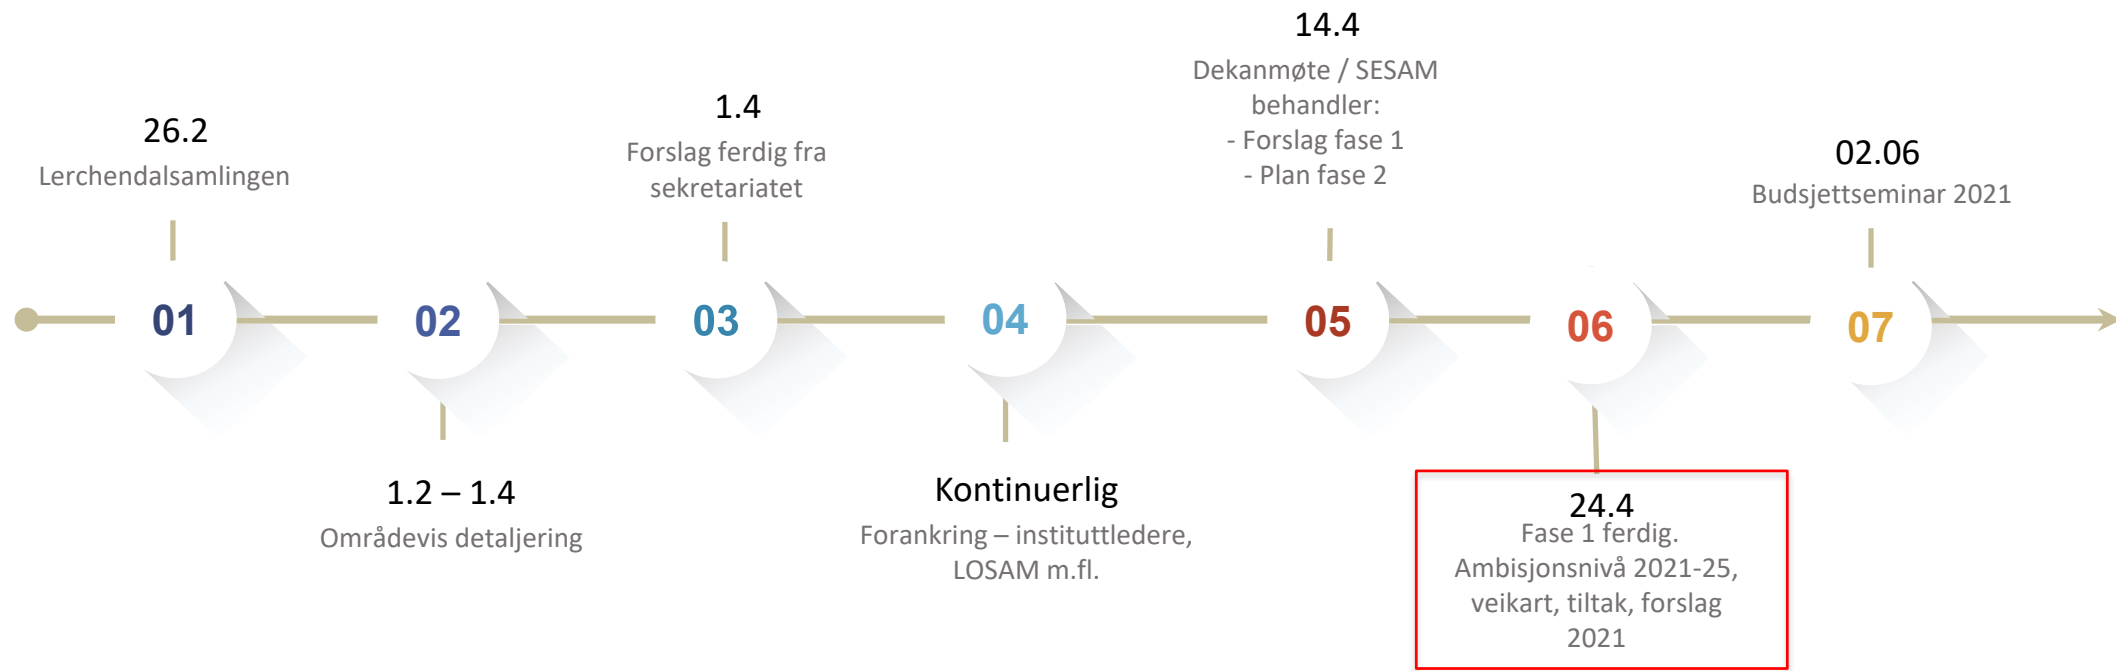 26.2
Lerchendalsamlingen
01
02
1.2 – 1.4
Områdevis detaljering
1.4
Forslag ferdig fra
sekretariatet
03
04
Kontinuerlig
Forankring – instituttledere,
LOSAM m.fl.
14.4
Dekanmøte / SESAM
behandler:
- Forslag fase 1
- Plan fase 2
05
06
24.4
Fase 1 ferdig.
Ambisjonsnivå 2021-25,
veikart, tiltak, forslag
2021
02.06
Budsjettseminar 2021
07